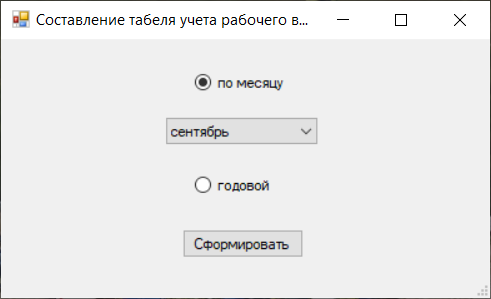 Составление табеля учета рабочего в...
по месяцу
сентябрь
годовой
Сформировать